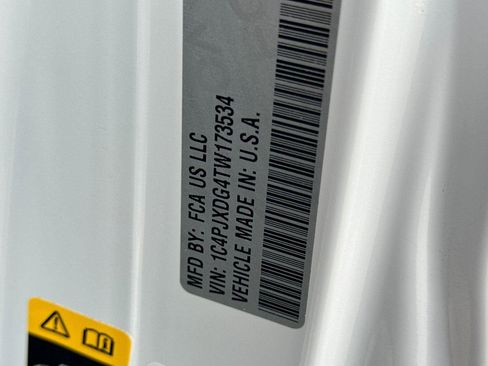 MFD BY: FCA US LLC
VIN: 1C4PJXDG4TW173534
VEHICLE MADE IN: U.S.A.